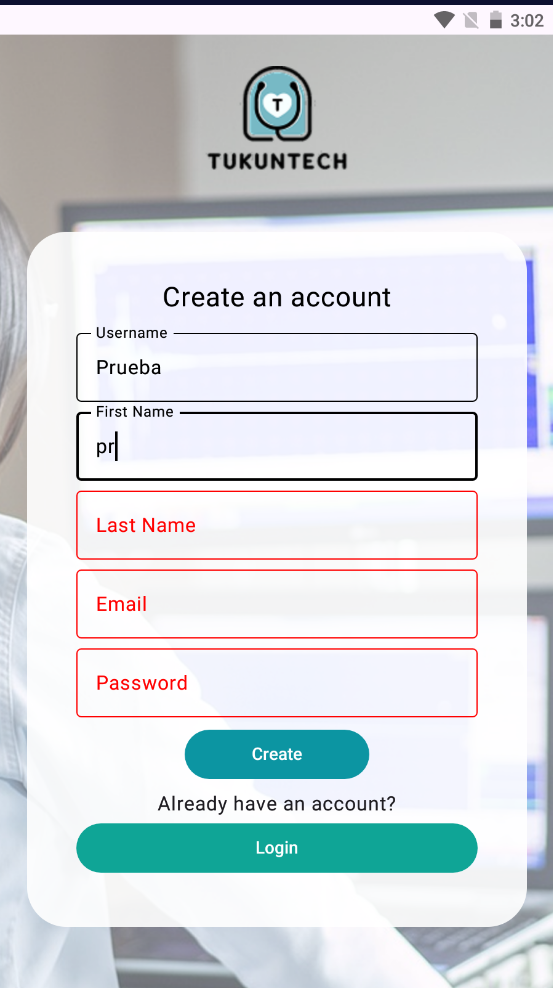 3:02
T
TUKUNTECH
Create an account
Username
Prueba
First Name
pr
Last Name
Email
Password
Create
Already have an account?
Login